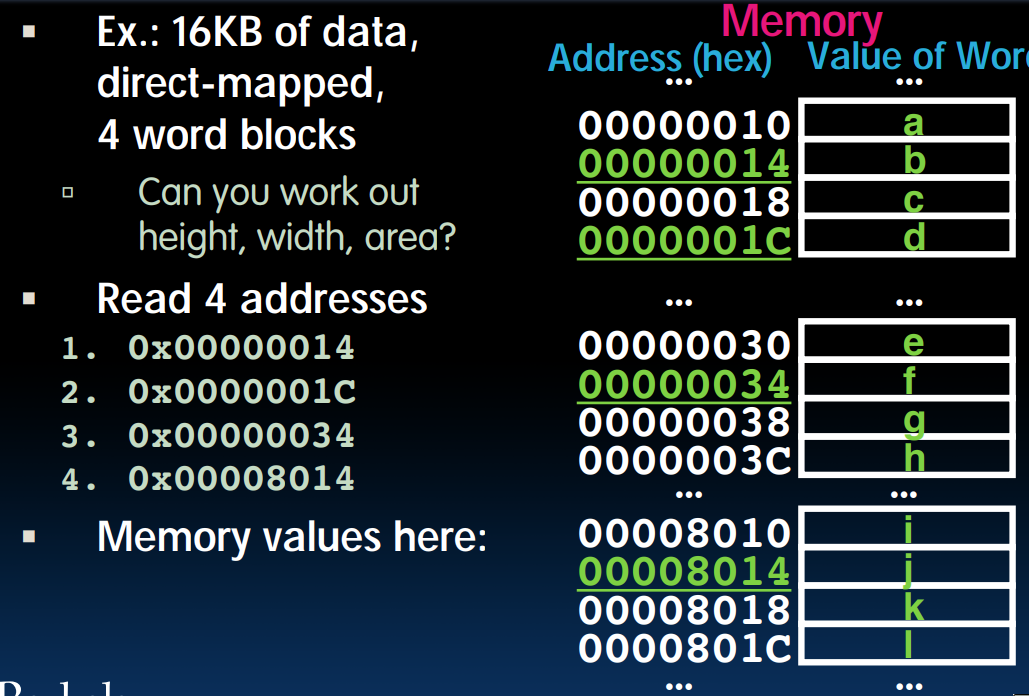 Ex.: 16KB of data,
direct-mapped,
4 word blocks
Can you work out
height, width, area?
Read 4 addresses
1. 0x00000014
2. 0x0000001C
3. 0x00000034
4. 0x00008014
Memory values here:
Memory
Address (hex) Value of Wor
... ...
00000010 a
00000014 b
00000018 c
0000001C d
... ...
00000030 e
00000034 f
00000038 g
0000003C h
... ...
00008010 i
00008014 j
00008018 k
0000801C l
... ...